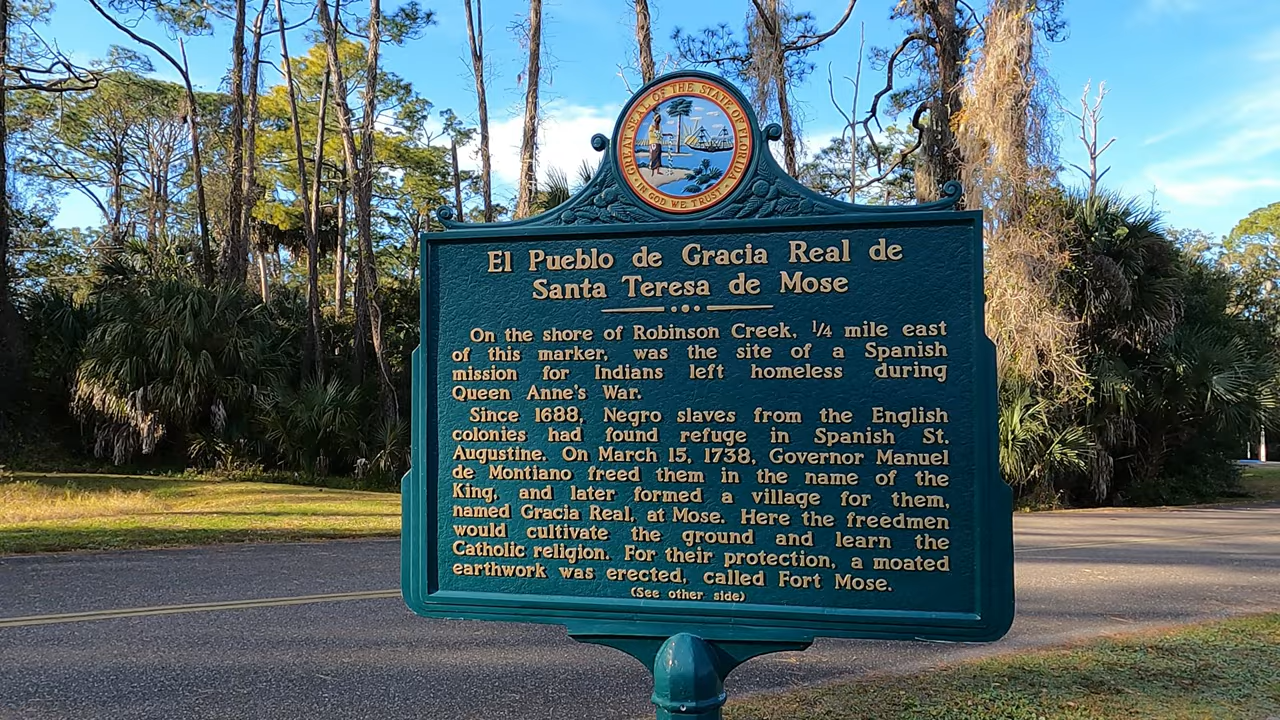 GREAT SEAL OF THE STATE OF FLORIDA
IN GOD WE TRUST
El Pueblo de Gracia Real de
Santa Teresa de Mose
On the shore of Robinson Creek, 1/4 mile east
of this marker, was the site of a Spanish
mission for Indians left homeless during
Queen Anne's War.
Since 1688, Negro slaves from the English
colonies had found refuge in Spanish St.
Augustine. On March 15, 1738, Governor Manuel
de Montiano freed them in the name of the
King, and later formed a village for them,
named Gracia Real, at Mose. Here the freedmen
would cultivate the ground and learn the
Catholic religion. For their protection, a moated
earthwork was erected, called Fort Mose.
(See other side)